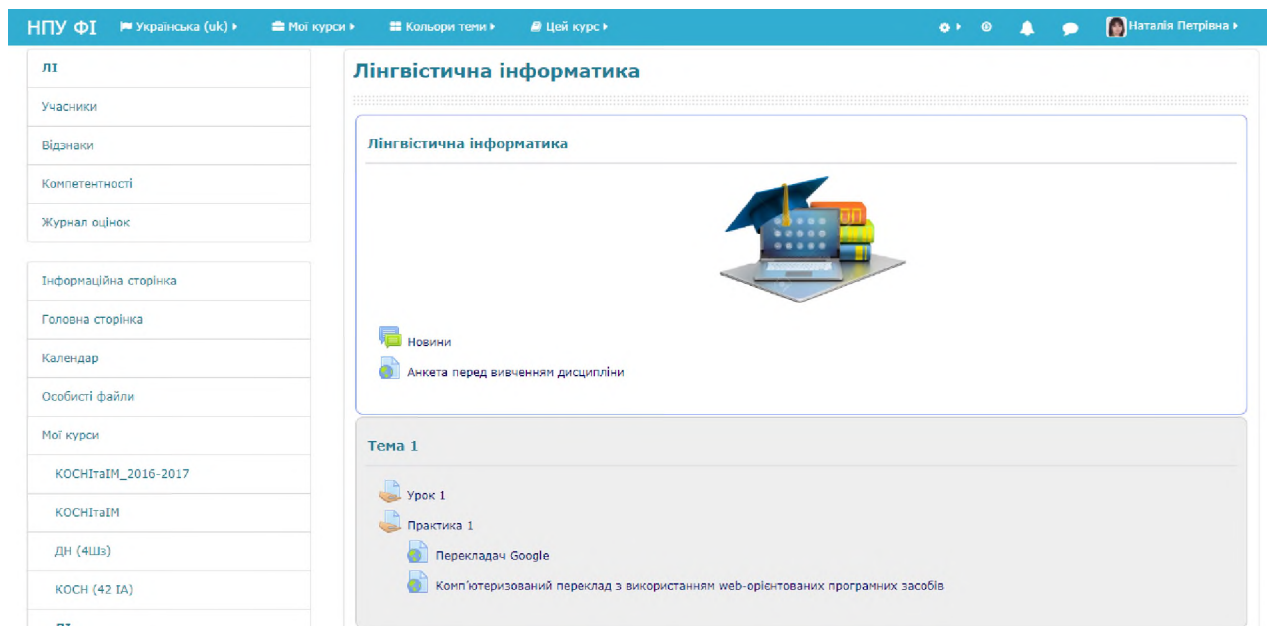 НПУ ФІ Українська (uk) Мої курси Кольори теми Цей курс Наталія Петрівна
ЛІ
Учасники
Відзнаки
Компетентності
Журнал оцінок
Інформаційна сторінка
Головна сторінка
Календар
Особисті файли
Мої курси
КОСНІтаІМ_2016-2017
КОСНІтаІМ
ДН (4Шз)
КОСН (42 ІА)
Лінгвістична інформатика
Лінгвістична інформатика
Новини
Анкета перед вивченням дисципліни
Тема 1
Урок 1
Практика 1
Перекладач Google
Комп'ютеризований переклад з використанням web-орієнтованих програмних засобів